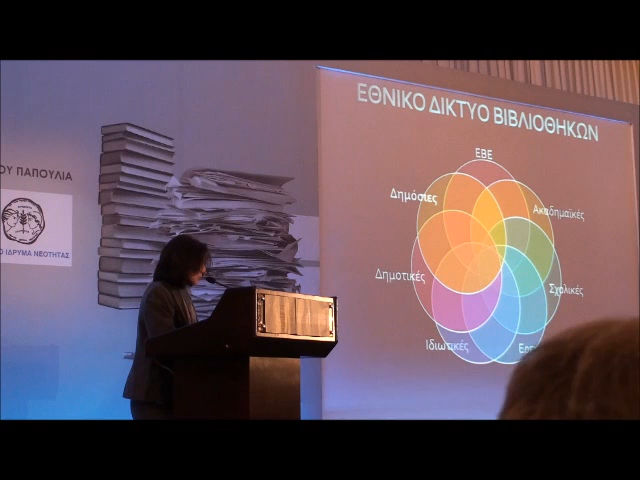 ΕΘΝΙΚΟ ΔΙΚΤΥΟ ΒΙΒΛΙΟΘΗΚΩΝ
ΕΒΕ
Δημόσιες
Ακαδημαϊκές
Δημοτικές
Σχολικές
Ιδιωτικές
ΟΥ ΠΑΠΟΥΛΙΑ
Ο ΙΔΡΥΜΑ ΝΕΟΤΗΤΑΣ